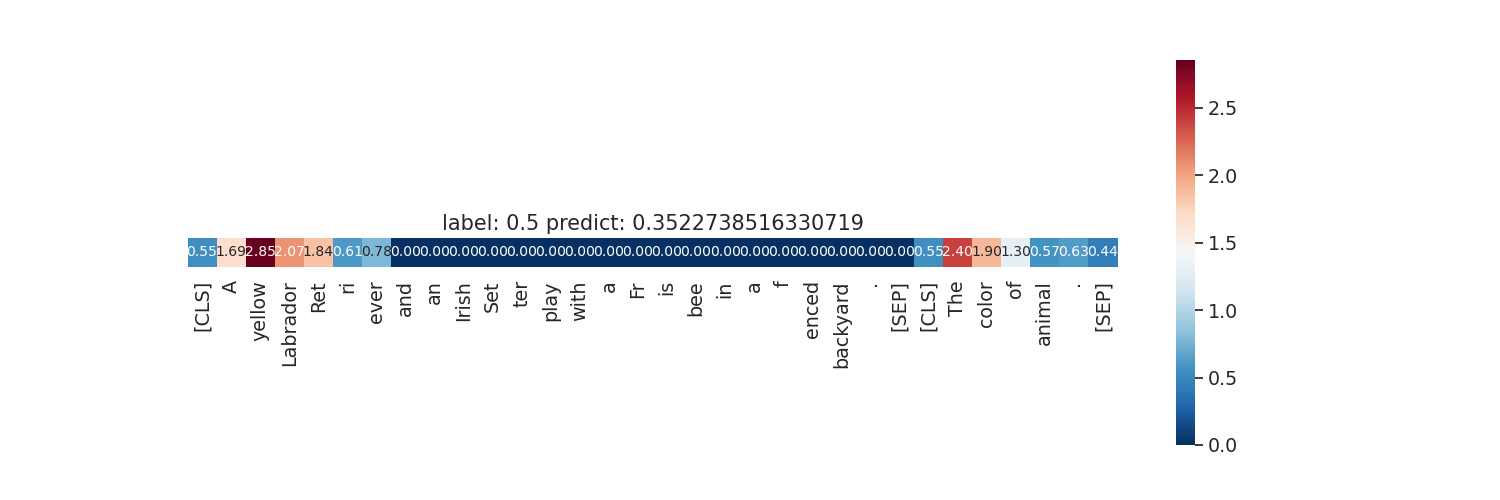 label: 0.5 predict: 0.3522738516330719
0.55 1.69 2.85 2.07 1.84 0.61 0.78 0.00 0.00 0.00 0.00 0.00 0.00 0.00 0.00 0.00 0.00 0.00 0.00 0.00 0.00 0.00 0.00 0.00 0.00 0.55 2.40 1.90 1.30 0.57 0.63 0.44
[CLS] A yellow Labrador Ret ri ever and an Irish Set ter play with a Fr is bee in a f enced backyard . [SEP] [CLS] The color of animal . [SEP]
2.5
2.0
1.5
1.0
0.5
0.0